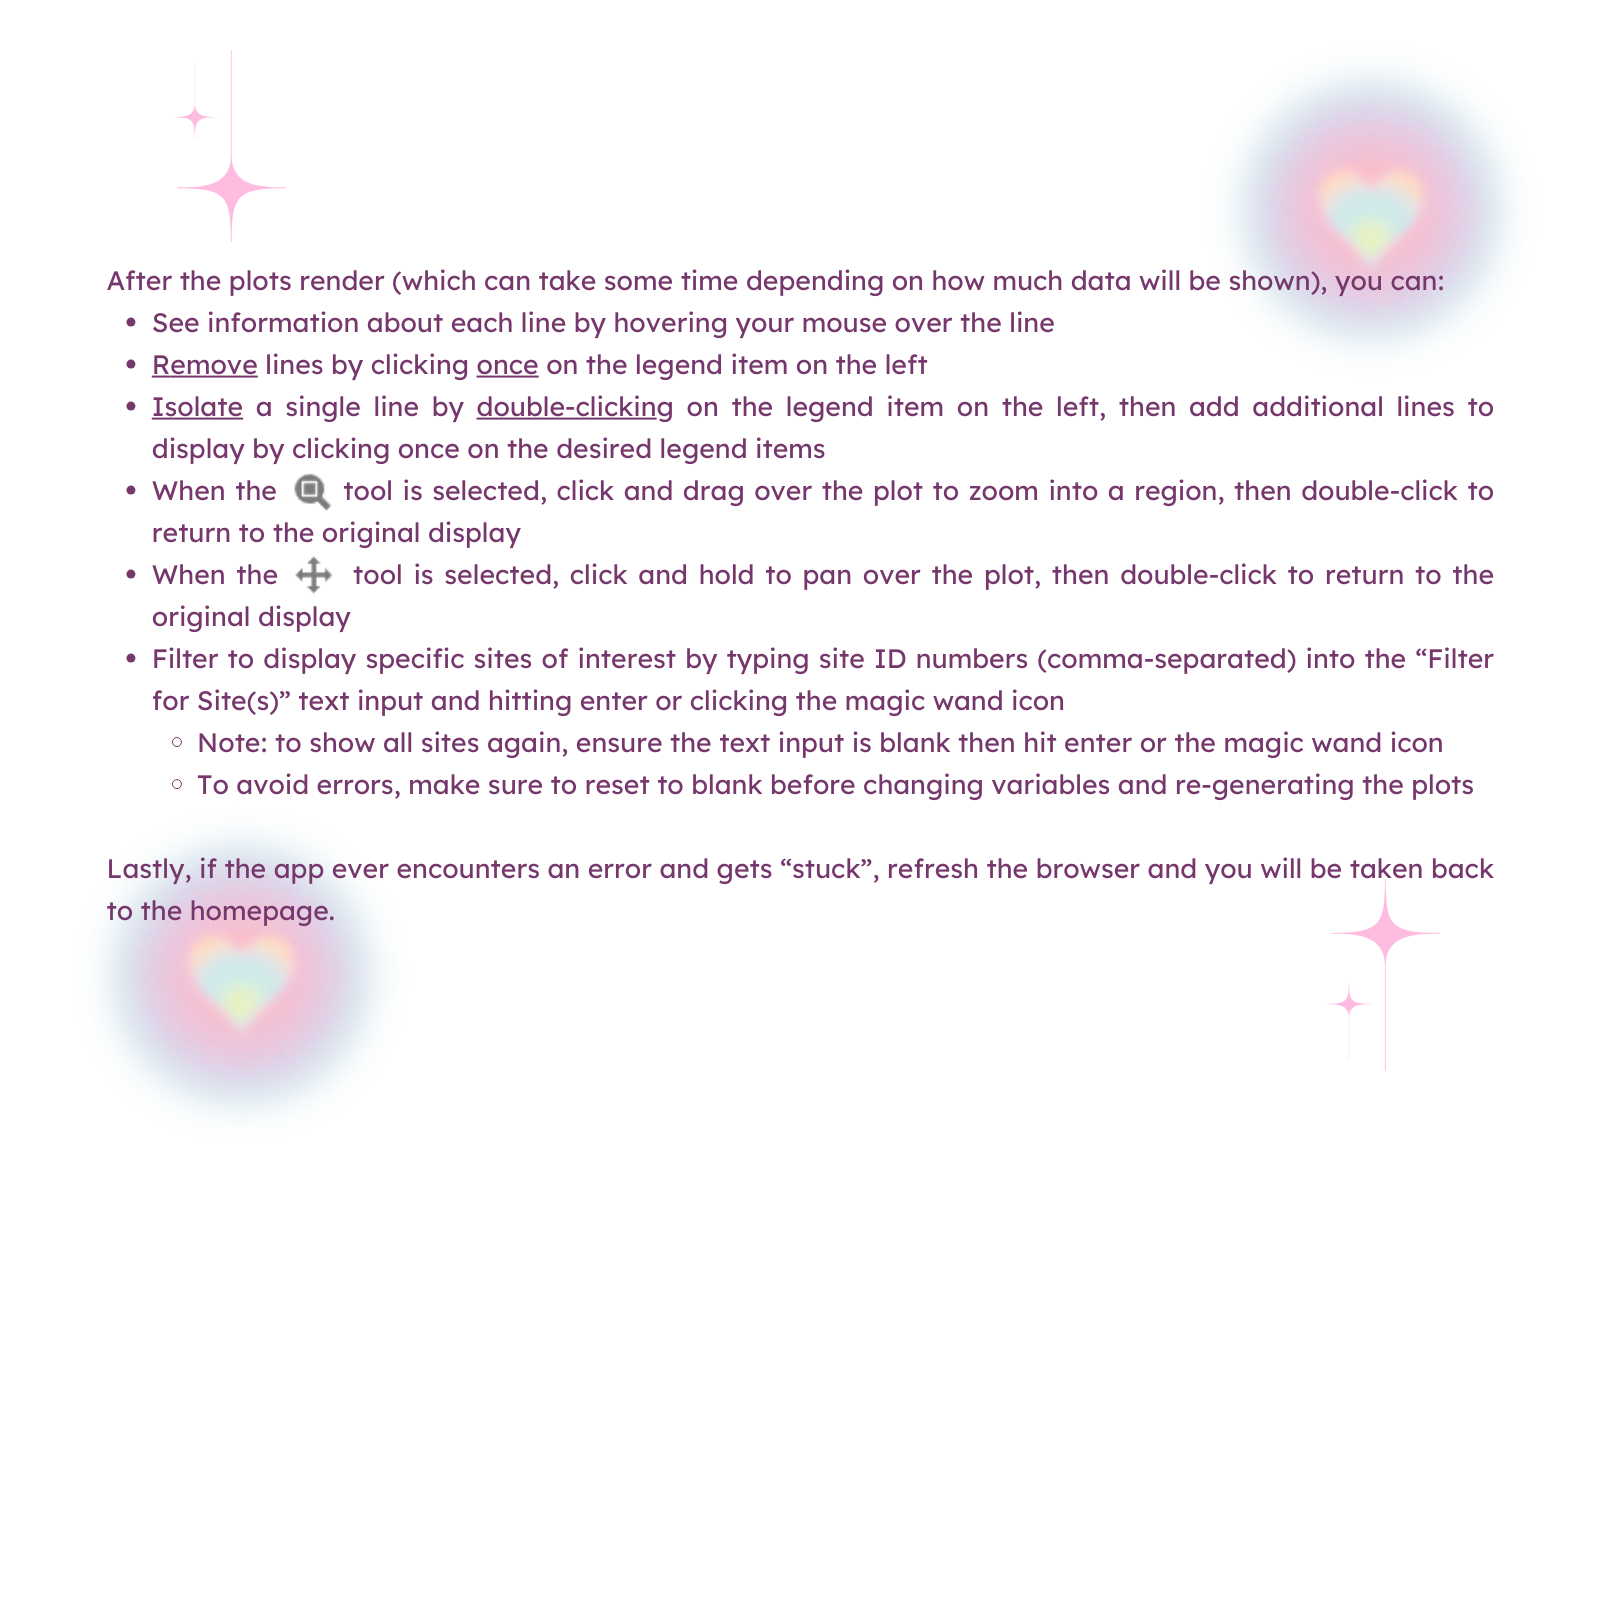 After the plots render (which can take some time depending on how much data will be shown), you can:
• See information about each line by hovering your mouse over the line
• Remove lines by clicking once on the legend item on the left
• Isolate a single line by double-clicking on the legend item on the left, then add additional lines to
display by clicking once on the desired legend items
• When the tool is selected, click and drag over the plot to zoom into a region, then double-click to
return to the original display
• When the tool is selected, click and hold to pan over the plot, then double-click to return to the
original display
• Filter to display specific sites of interest by typing site ID numbers (comma-separated) into the “Filter
for Site(s)” text input and hitting enter or clicking the magic wand icon
○ Note: to show all sites again, ensure the text input is blank then hit enter or the magic wand icon
○ To avoid errors, make sure to reset to blank before changing variables and re-generating the plots
Lastly, if the app ever encounters an error and gets “stuck”, refresh the browser and you will be taken back
to the homepage.